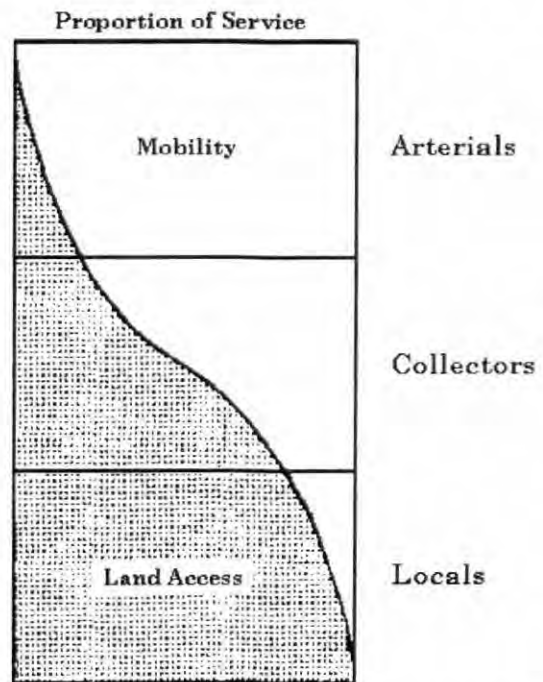 Proportion of Service
Mobility
Arterials
Collectors
Land Access
Locals